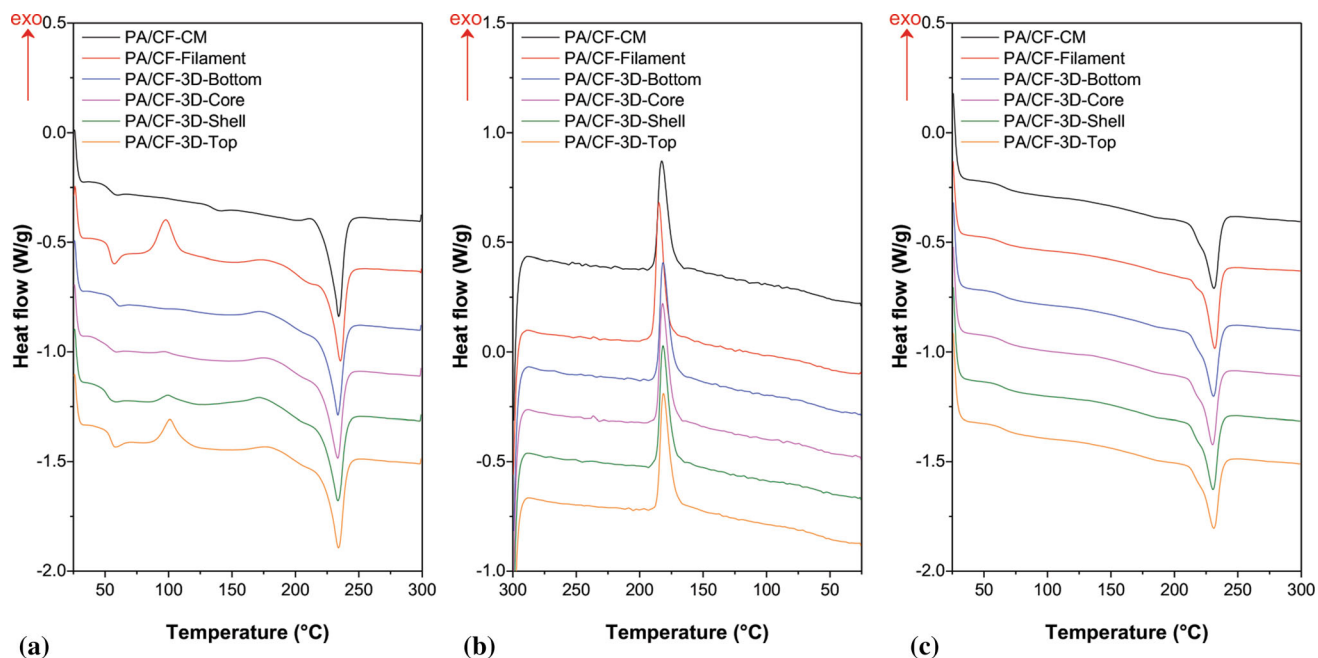 exo
0.5
PA/CF-CM
PA/CF-Filament
PA/CF-3D-Bottom
PA/CF-3D-Core
PA/CF-3D-Shell
PA/CF-3D-Top
0.0
-0.5
-1.0
-1.5
-2.0
Heat flow (W/g)
50 100 150 200 250 300
Temperature (°C)
(a)
exo
1.5
PA/CF-CM
PA/CF-Filament
PA/CF-3D-Bottom
PA/CF-3D-Core
PA/CF-3D-Shell
PA/CF-3D-Top
1.0
0.5
0.0
-0.5
-1.0
Heat flow (W/g)
300 250 200 150 100 50
Temperature (°C)
(b)
exo
0.5
PA/CF-CM
PA/CF-Filament
PA/CF-3D-Bottom
PA/CF-3D-Core
PA/CF-3D-Shell
PA/CF-3D-Top
0.0
-0.5
-1.0
-1.5
-2.0
Heat flow (W/g)
50 100 150 200 250 300
Temperature (°C)
(c)